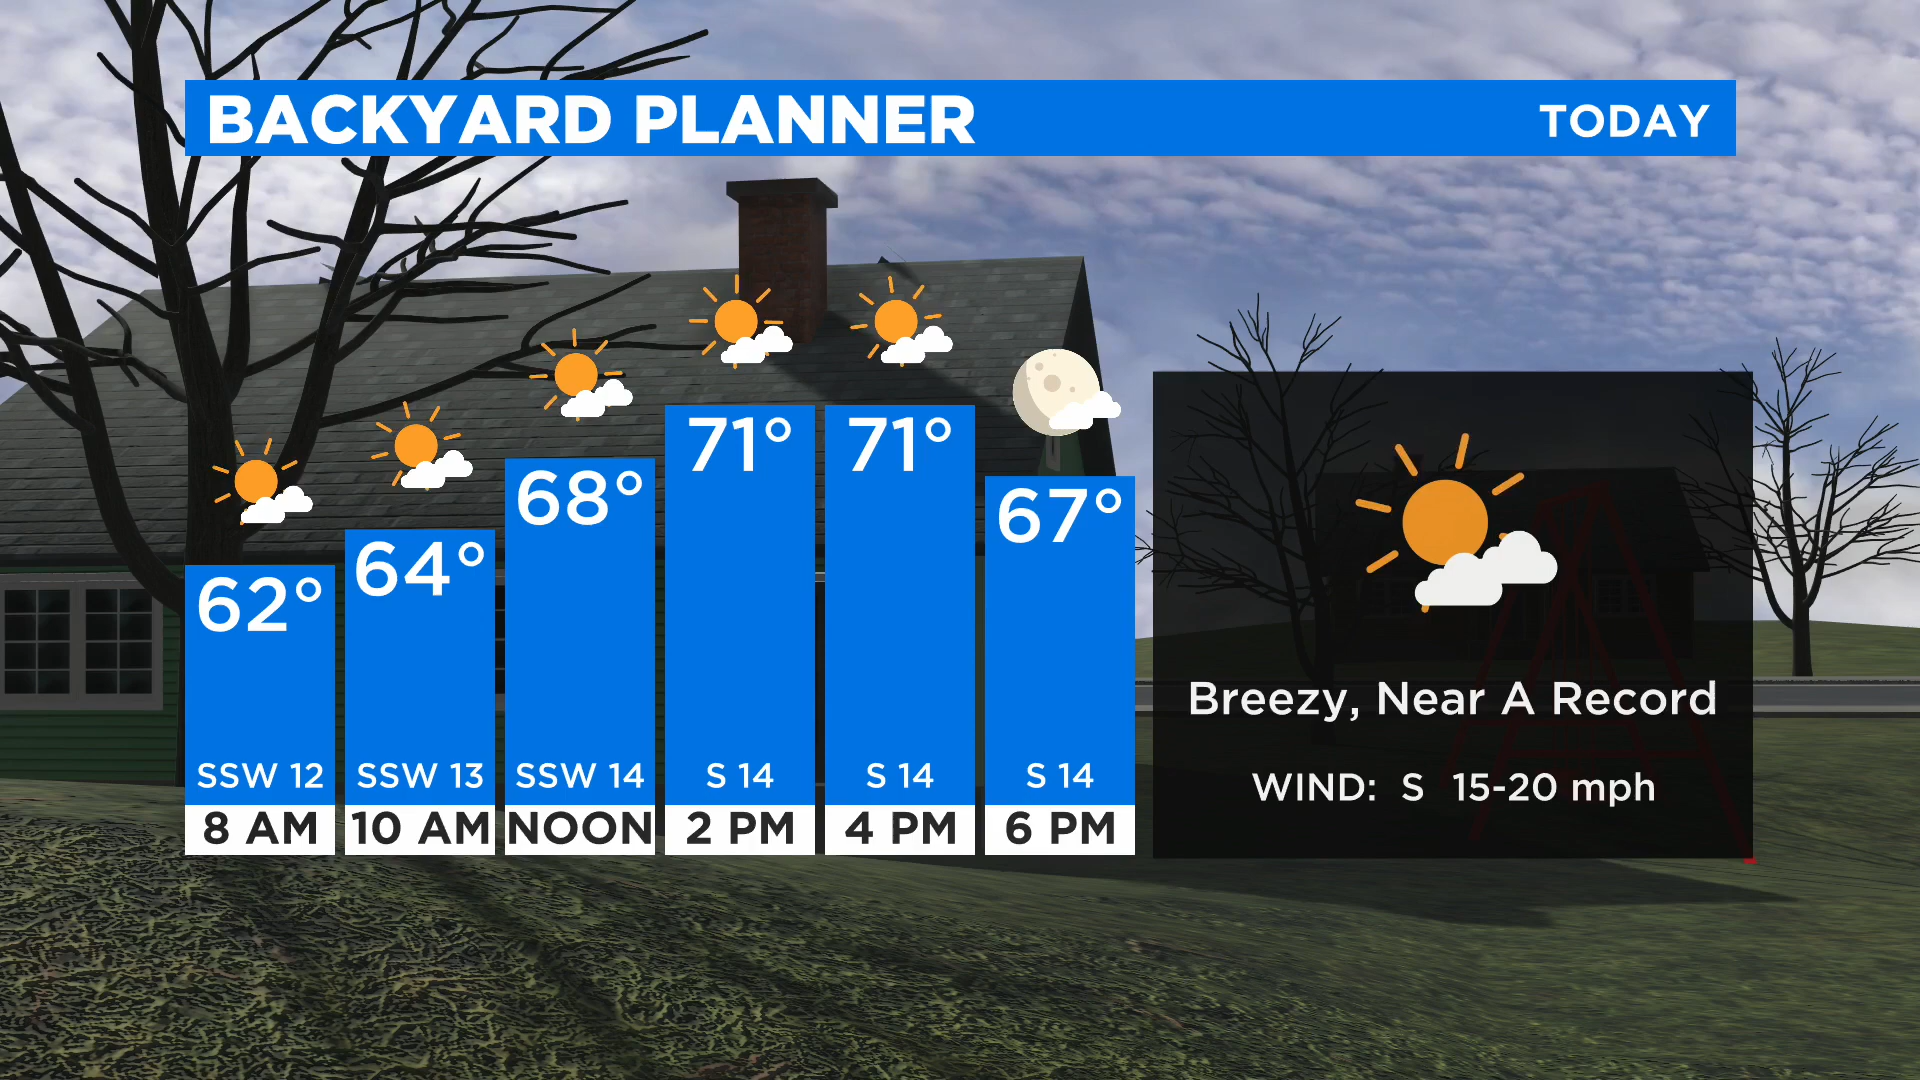 BACKYARD PLANNER
TODAY
62°
64°
68°
71°
71°
67°
SSW 12
SSW 13
SSW 14
S 14
S 14
S 14
8 AM
10 AM
NOON
2 PM
4 PM
6 PM
Breezy, Near A Record
WIND: S 15-20 mph